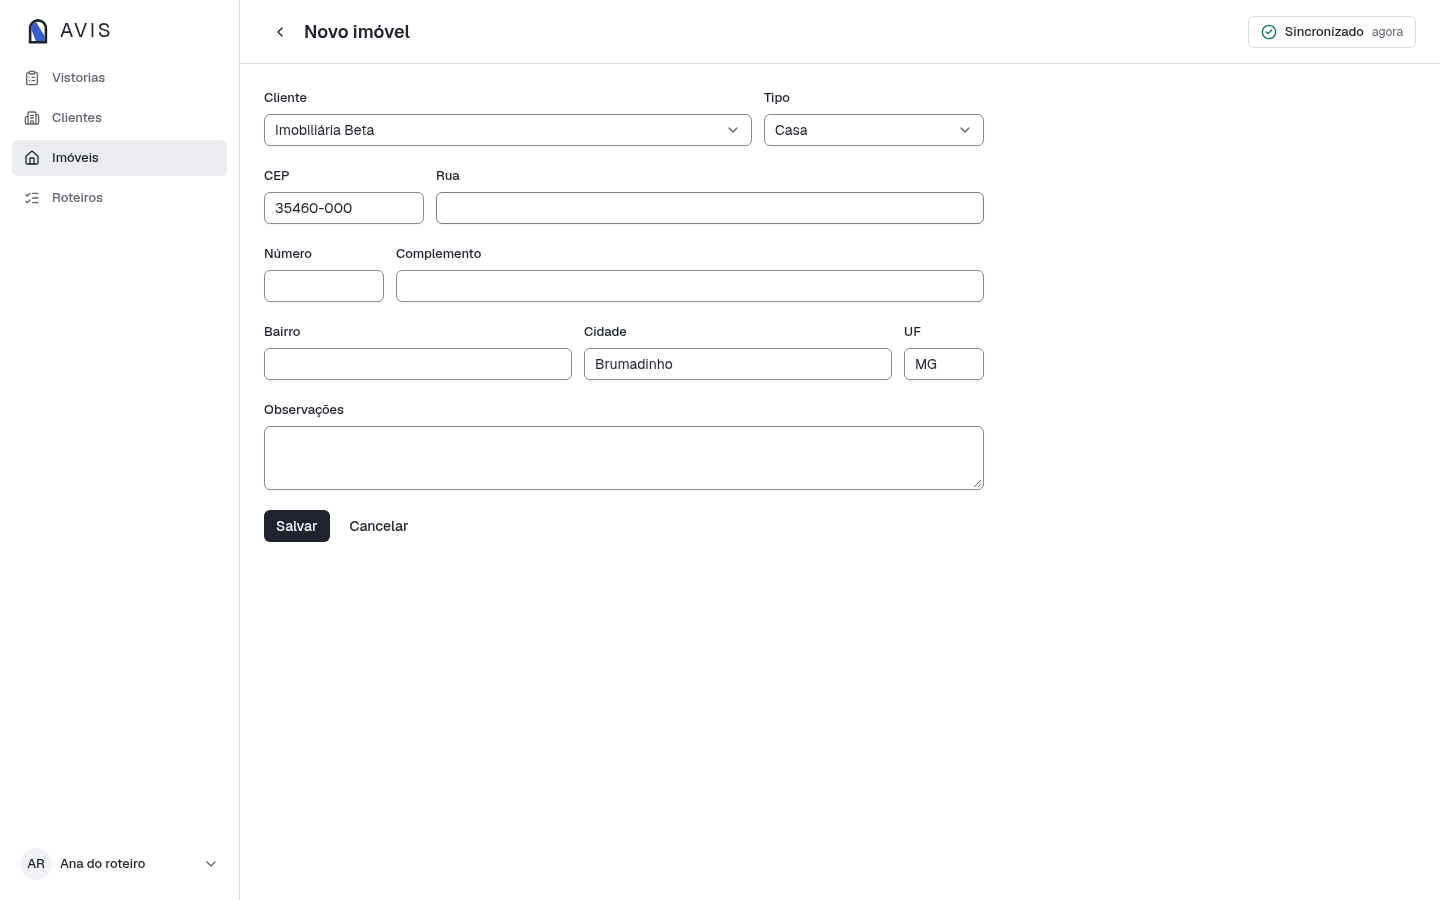 AVIS
Vistorias
Clientes
Imóveis
Roteiros
AR Ana do roteiro
Novo imóvel
Sincronizado agora
Cliente Tipo
Imobiliária Beta Casa
CEP Rua
35460-000
Número Complemento
Bairro Cidade UF
Brumadinho MG
Observações
Salvar Cancelar